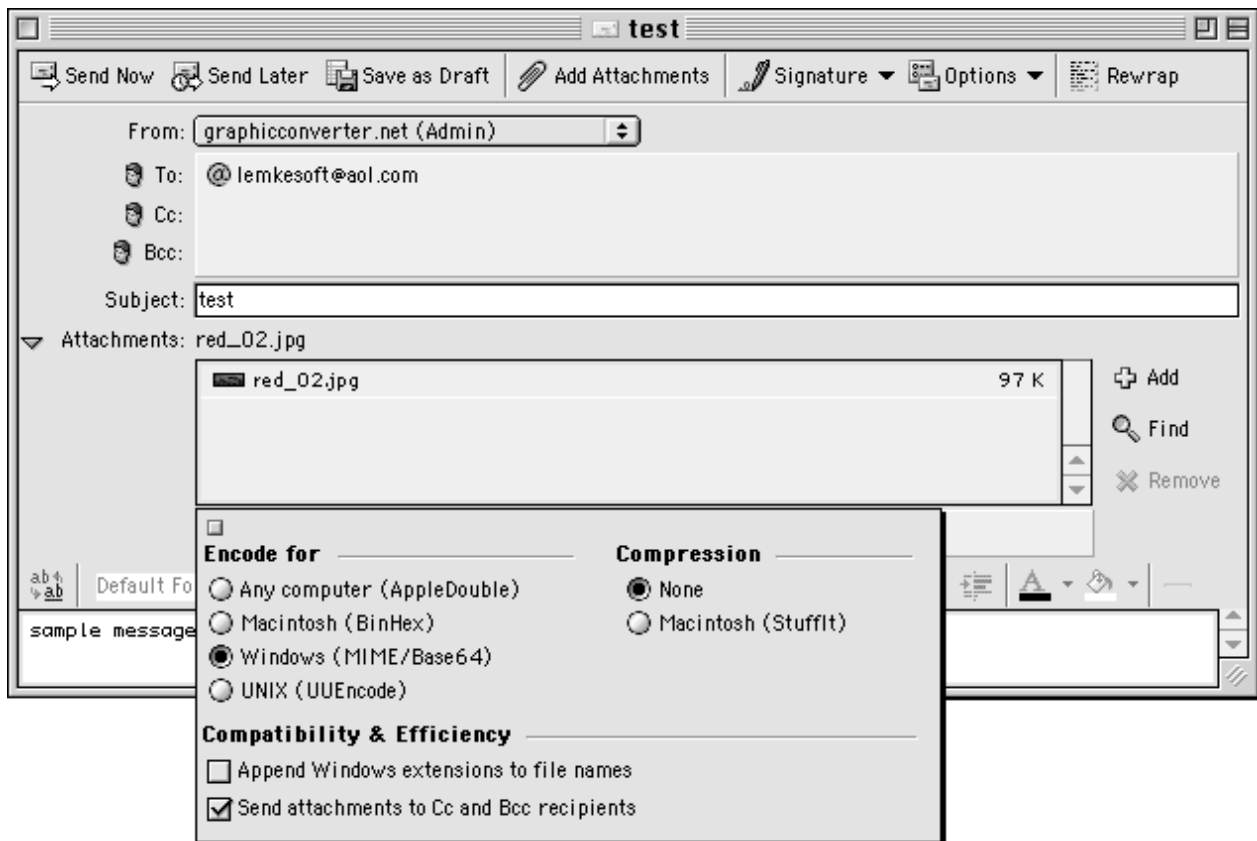 test
Send Now Send Later Save as Draft Add Attachments Signature Options Rewrap
From: graphicconverter.net (Admin)
To: @ lemkesoft@aol.com
Cc:
Bcc:
Subject: test
Attachments: red_02.jpg
red_02.jpg 97 K
Add
Find
Remove
Encode for
Any computer (AppleDouble)
Macintosh (BinHex)
Windows (MIME/Base64)
UNIX (UUEncode)
Compression
None
Macintosh (StuffIt)
ab ab Default Fo A
sample message
Compatibility & Efficiency
Append Windows extensions to file names
Send attachments to Cc and Bcc recipients